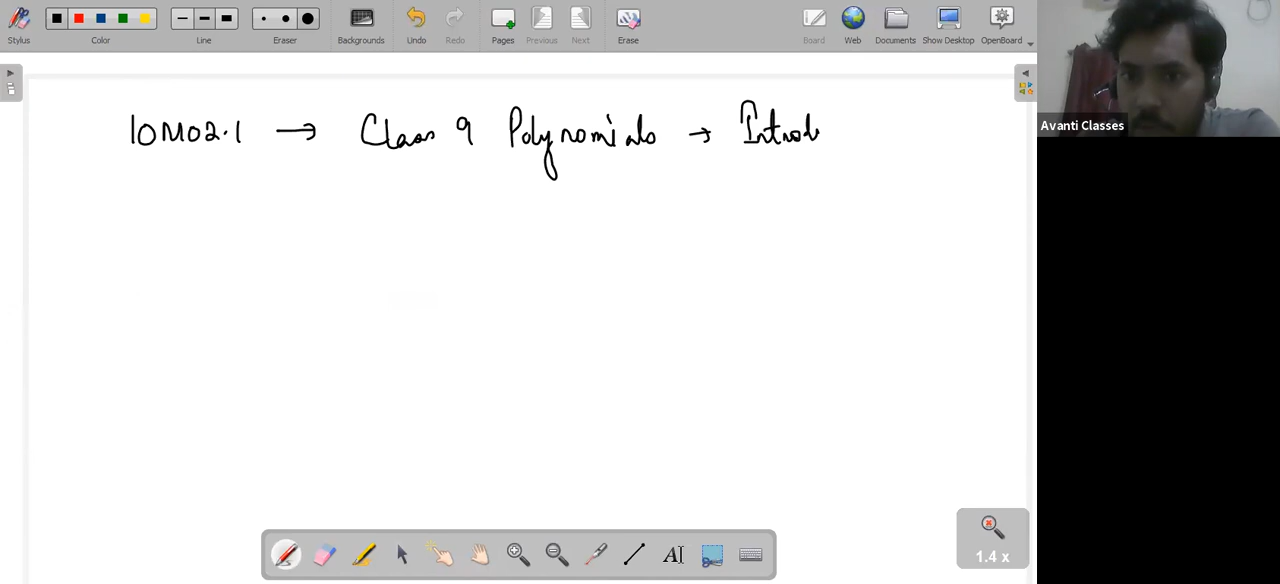 Stylus Color Line Eraser Backgrounds Undo Redo Pages Previous Next Erase Board Web Documents Show Desktop OpenBoard
Avanti Classes
10M02.1 → Class 9 Polynomials → Introd
1.4 x